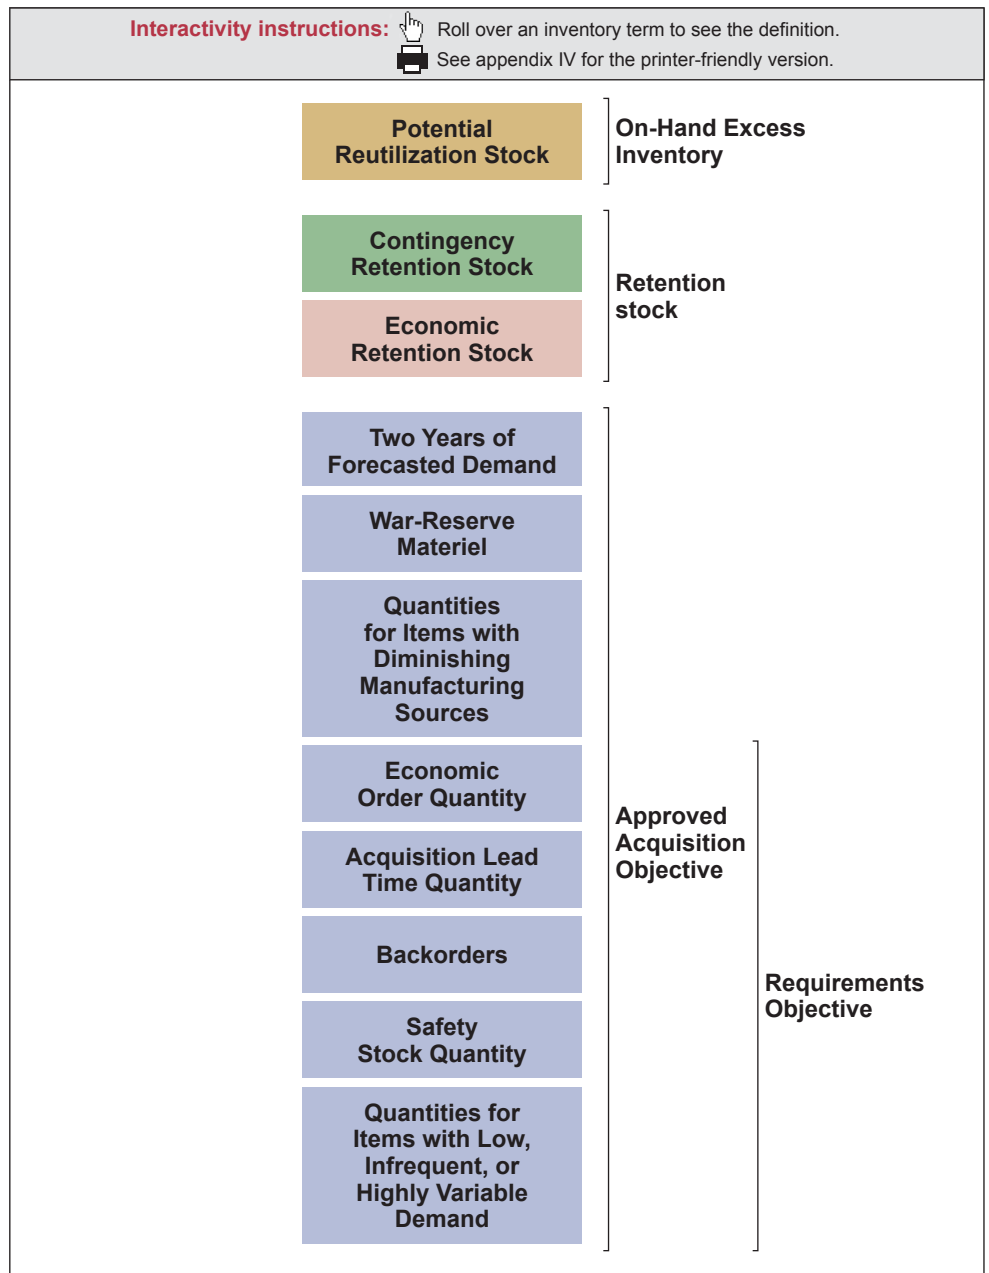 Interactivity instructions: Roll over an inventory term to see the definition.
See appendix IV for the printer-friendly version.
Potential
Reutilization Stock
On-Hand Excess
Inventory
Contingency
Retention Stock
Economic
Retention Stock
Retention
stock
Two Years of
Forecasted Demand
War-Reserve
Materiel
Quantities
for Items with
Diminishing
Manufacturing
Sources
Economic
Order Quantity
Acquisition Lead
Time Quantity
Backorders
Safety
Stock Quantity
Quantities for
Items with Low,
Infrequent, or
Highly Variable
Demand
Approved
Acquisition
Objective
Requirements
Objective